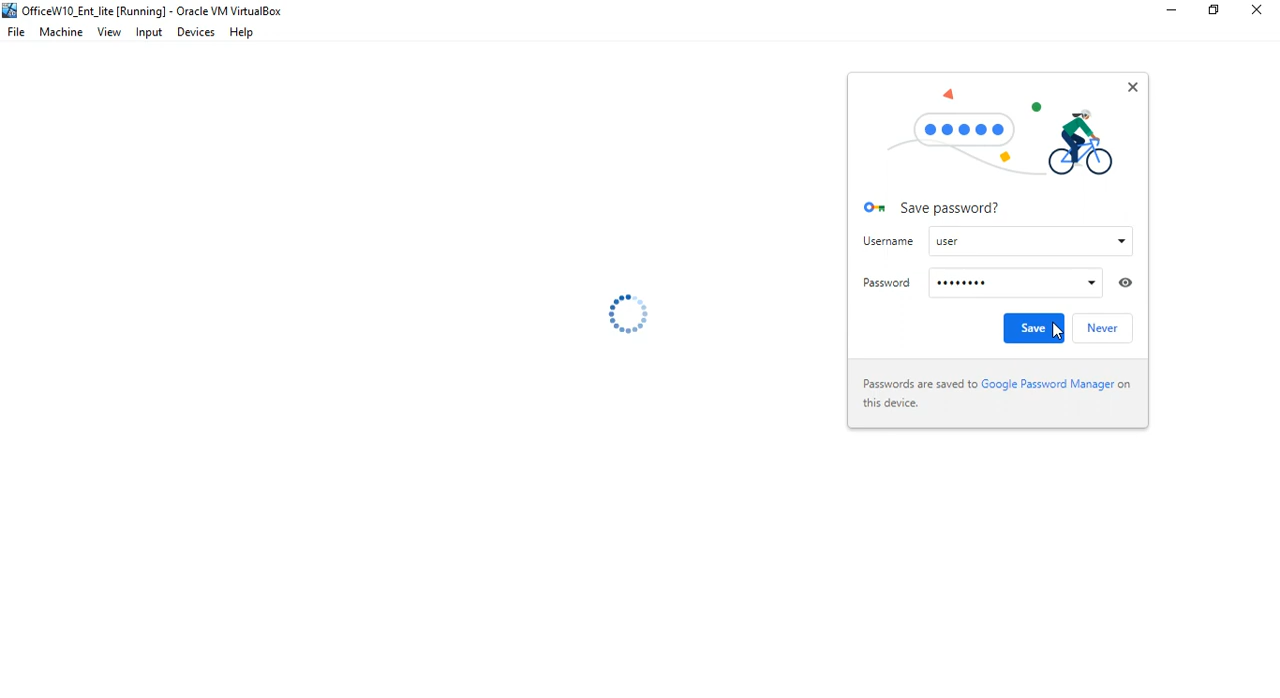 OfficeW10_Ent_lite [Running] - Oracle VM VirtualBox
File Machine View Input Devices Help
Save password?
Username user
Password ••••••••
Save Never
Passwords are saved to Google Password Manager on
this device.